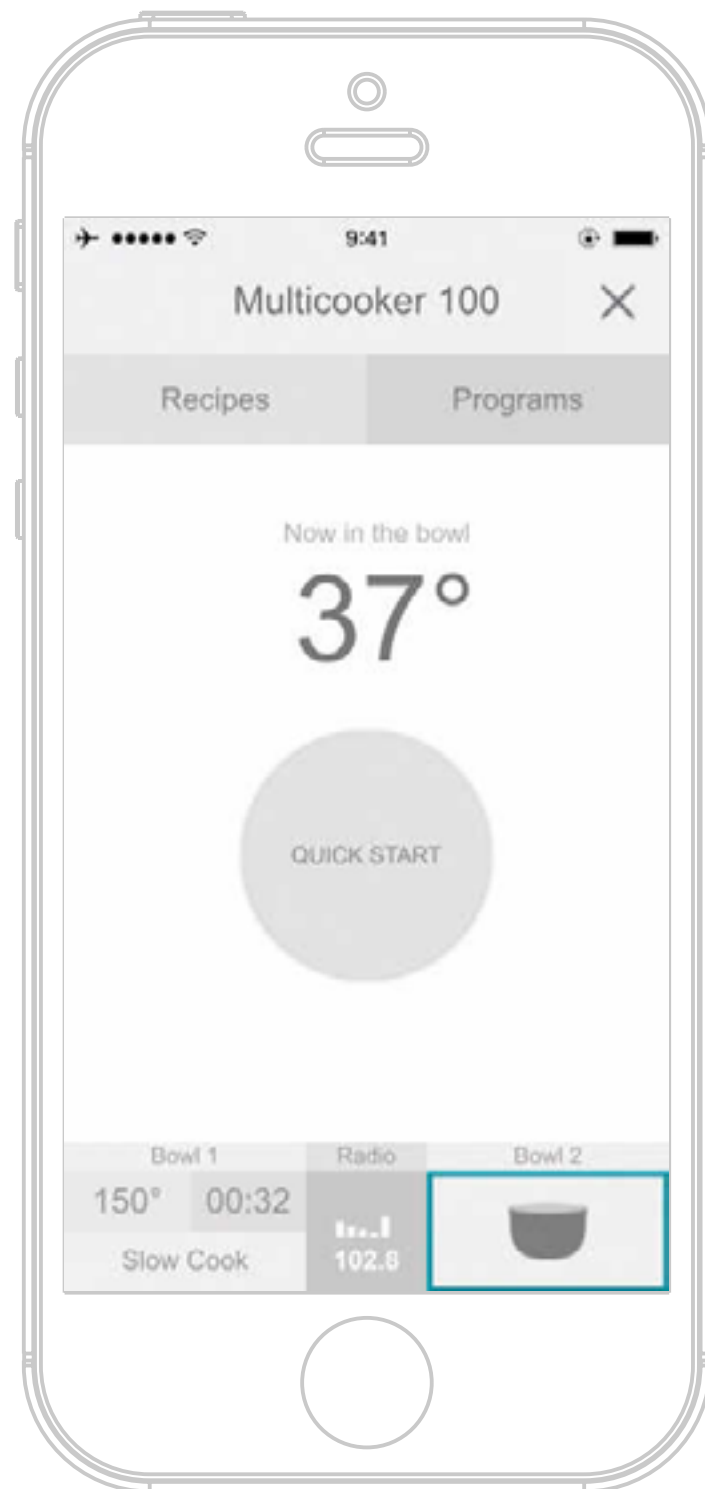 9:41
Multicooker 100
Recipes Programs
Now in the bowl
37°
QUICK START
Bowl 1 Radio Bowl 2
150° 00:32
102.8
Slow Cook